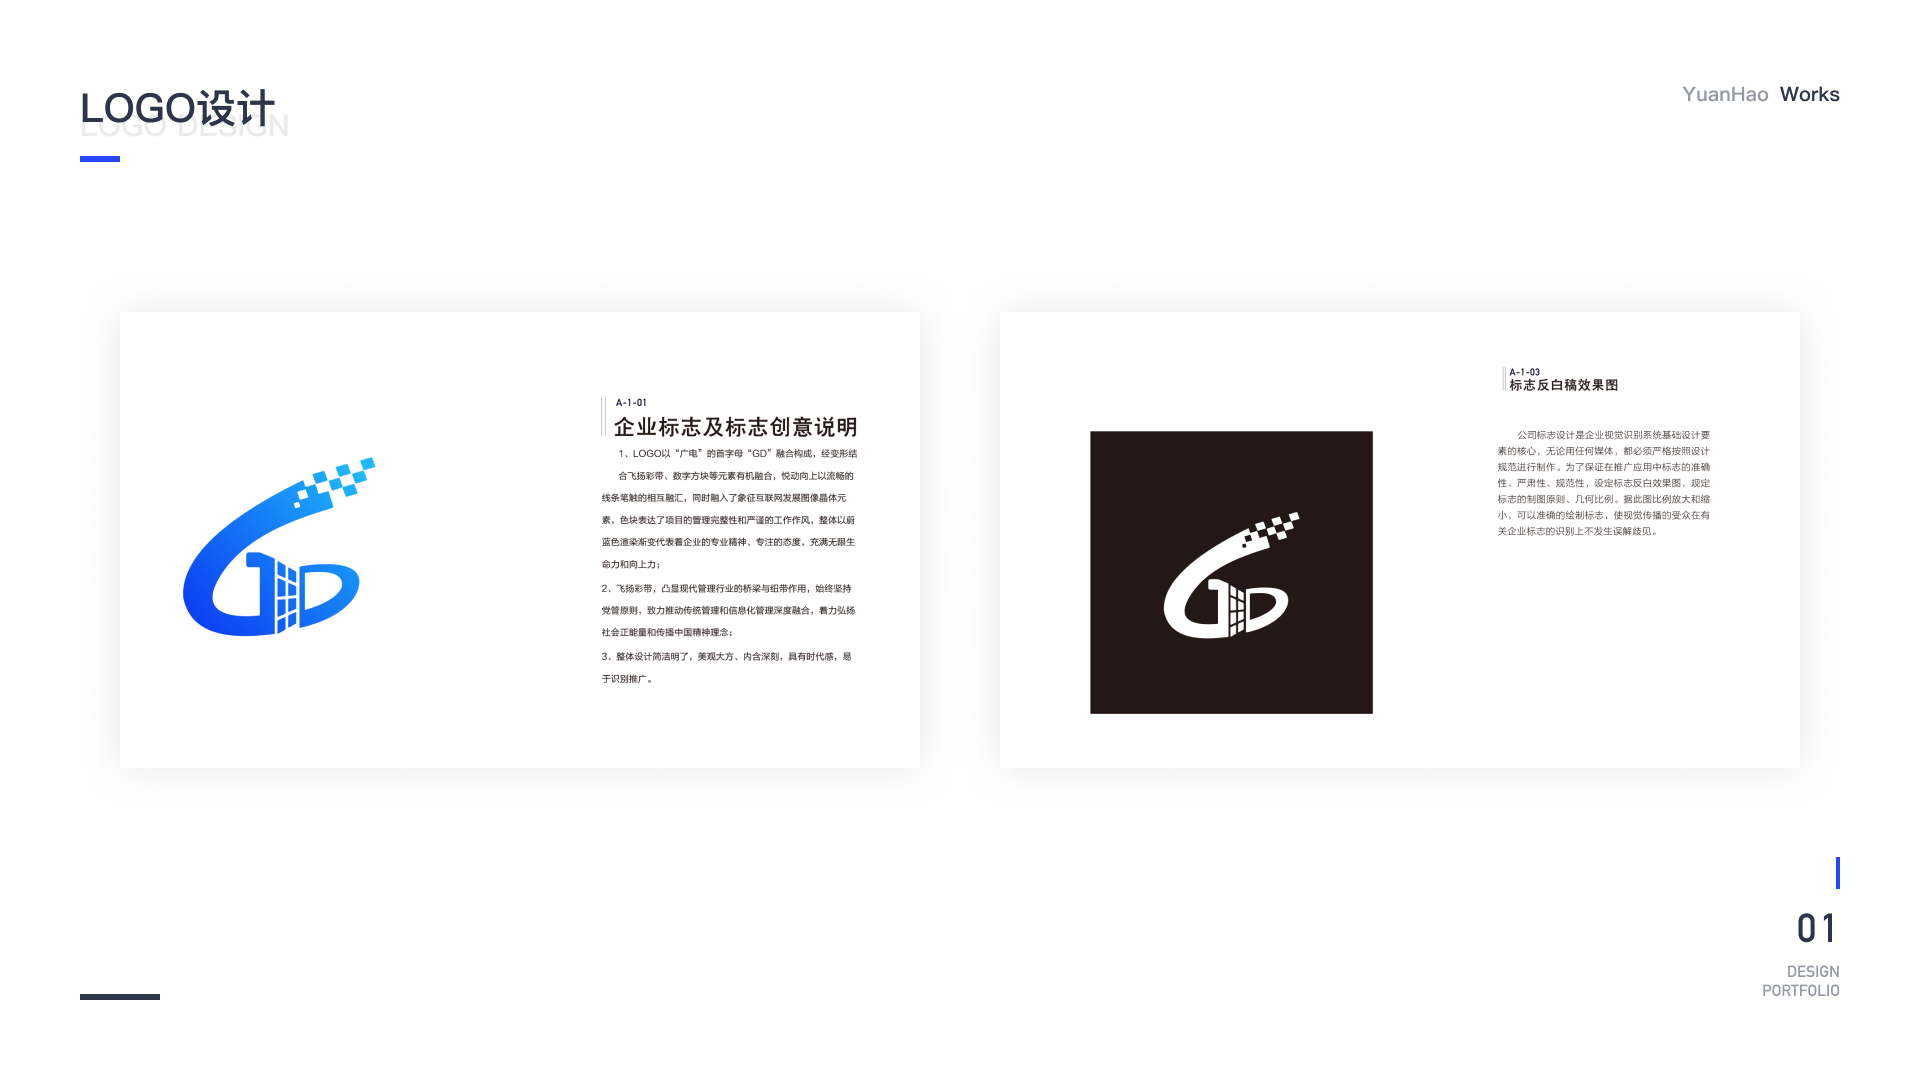 LOGO设计
LOGO DESIGN
YuanHao Works
A-1-01
企业标志及标志创意说明
1、LOGO以“广电”的首字母“GD”融合构成，经变形结
合飞扬彩带、数字方块等元素有机融合，悦动向上以流畅的
线条笔触的相互融汇，同时融入了象征互联网发展图像晶体元
素，色块表达了项目的管理完整性和严谨的工作作风，整体以蔚
蓝色渲染渐变代表着企业的专业精神、专注的态度，充满无限生
命力和向上力；
2、飞扬彩带，凸显现代管理行业的桥梁与纽带作用，始终坚持
党管原则，致力推动传统管理和信息化管理深度融合，着力弘扬
社会正能量和传播中国精神理念；
3、整体设计简洁明了，美观大方、内含深刻，具有时代感，易
于识别推广。
A-1-03
标志反白稿效果图
公司标志设计是企业视觉识别系统基础设计要
素的核心，无论用任何媒体，都必须严格按照设计
规范进行制作。为了保证在推广应用中标志的准确
性、严肃性、规范性，设定标志反白效果图，规定
标志的制图原则、几何比例。据此图比例放大和缩
小，可以准确的绘制标志，使视觉传播的受众在有
关企业标志的识别上不发生误解歧见。
01
DESIGN
PORTFOLIO